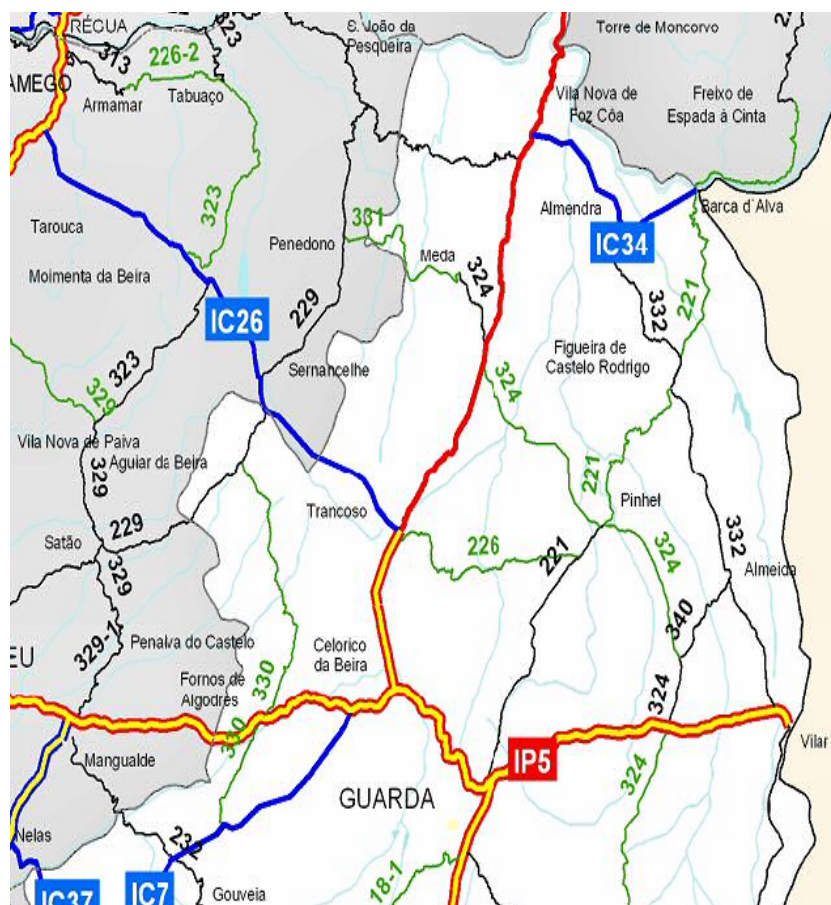 RÉGUA
323
S. João da
Pesqueira
Torre de Moncorvo
313
226-2
AMEGO
Armamar
Tabuaço
Vila Nova de
Foz Côa
Freixo de
Espada à Cinta
323
331
Almendra
Barca d`Alva
Tarouca
Penedono
Meda
IC34
Moimenta da Beira
324
221
IC26
229
332
323
329
Sernancelhe
Figueira de
Castelo Rodrigo
324
Vila Nova de Paiva
Aguiar da Beira
329
221
Pinhel
Trancoso
229
Satão
226
221
324
332
Almeida
329
340
329-1
Penalva do Castelo
Celorico
da Beira
EU
Fornos de
Algodres
330
324
330
Vilar
Mangualde
IP5
GUARDA
324
Nelas
232
18-1
IC37
IC7
Gouveia